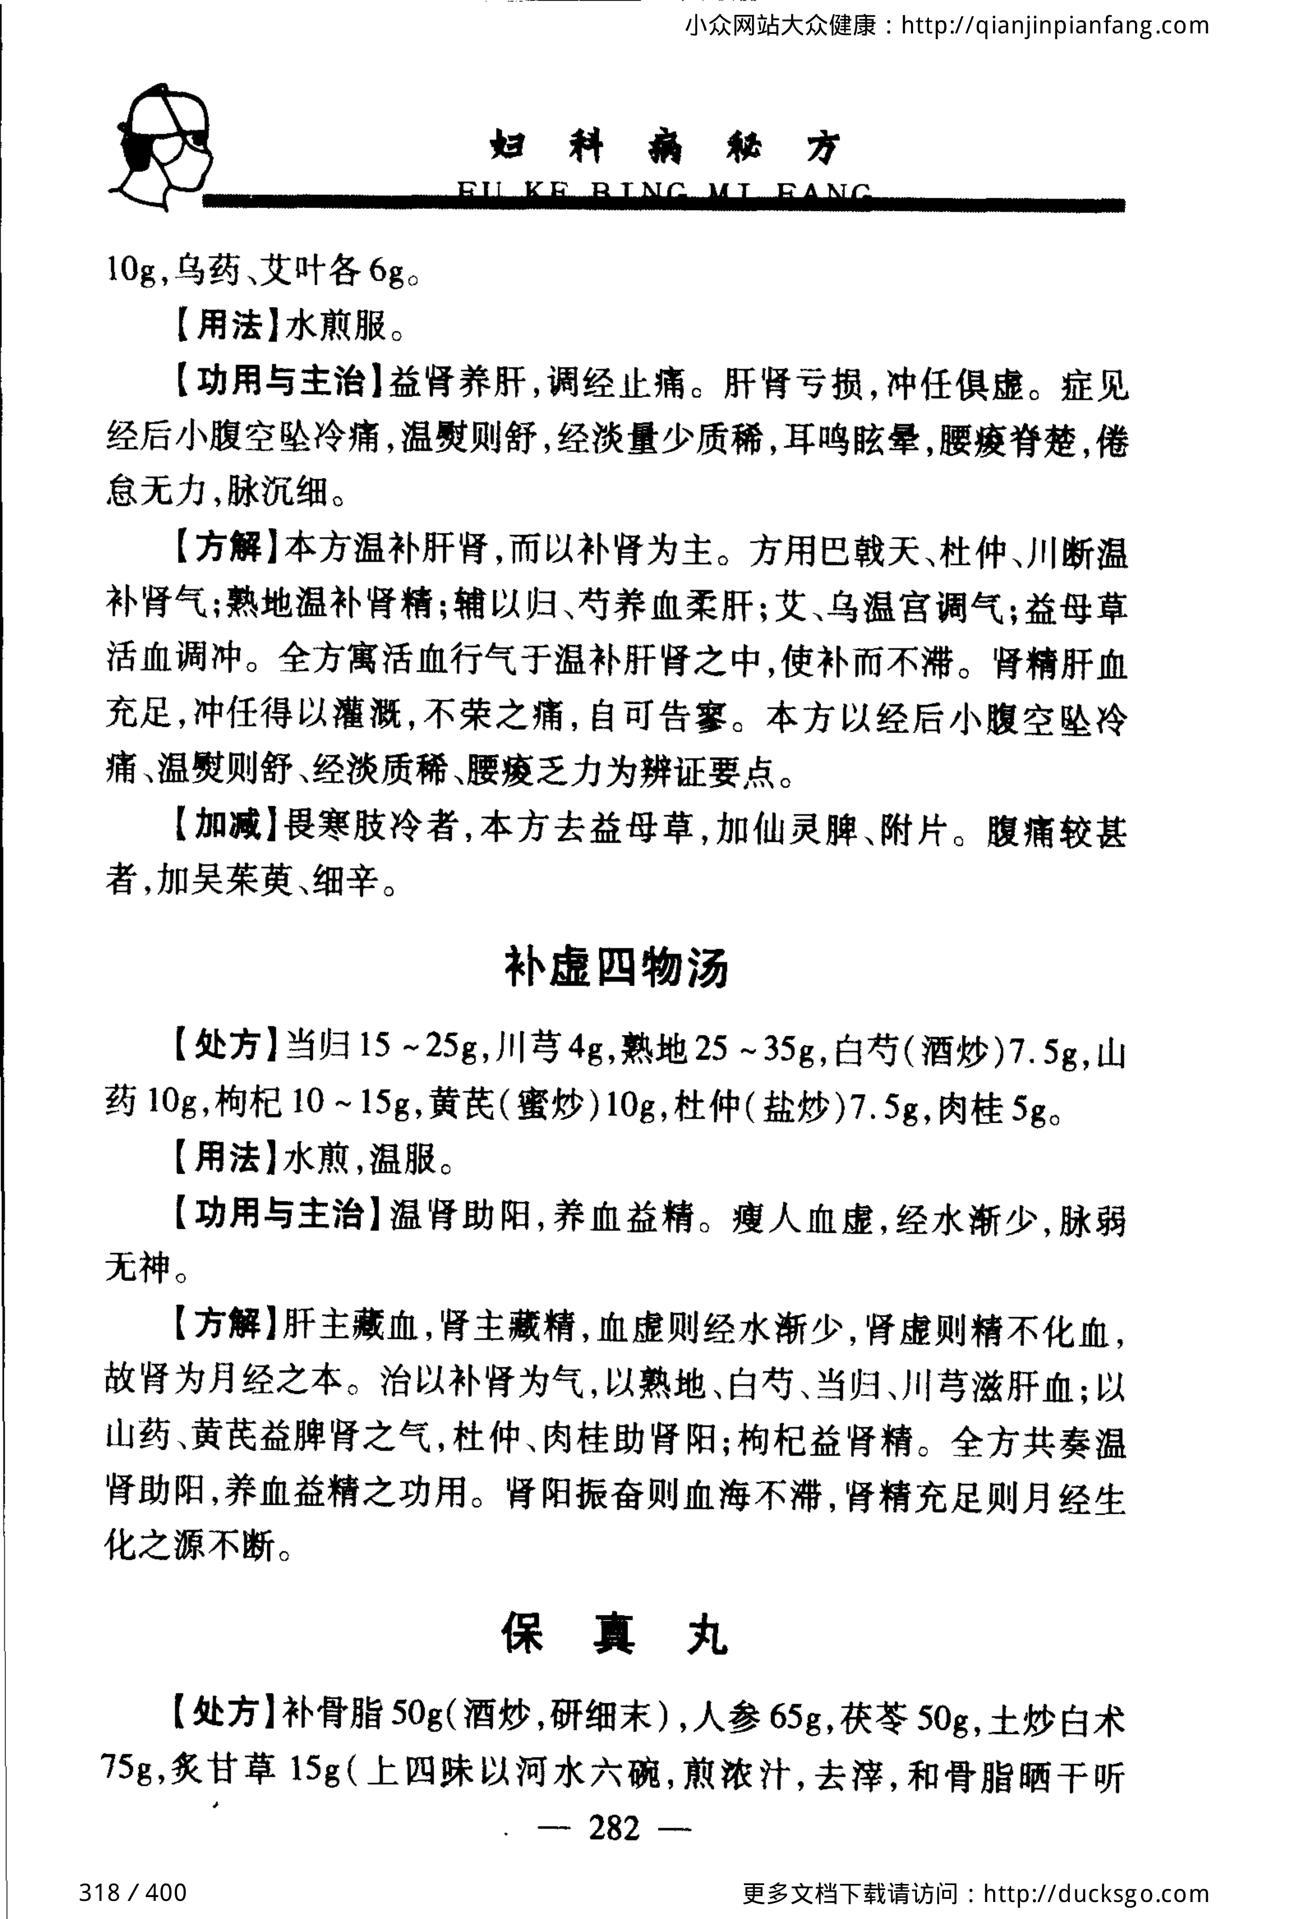 小众网站大众健康：http://qianjinpianfang.com
妇科病秘方
FU KE BING MI FANG
10g,乌药、艾叶各6g。
【用法】水煎服。
【功用与主治】益肾养肝,调经止痛。肝肾亏损,冲任俱虚。症见
经后小腹空坠冷痛,温熨则舒,经淡量少质稀,耳鸣眩晕,腰痠脊楚,倦
怠无力,脉沉细。
【方解】本方温补肝肾,而以补肾为主。方用巴戟天、杜仲、川断温
补肾气;熟地温补肾精;辅以归、芍养血柔肝;艾、乌温宫调气;益母草
活血调冲。全方寓活血行气于温补肝肾之中,使补而不滞。肾精肝血
充足,冲任得以灌溉,不荣之痛,自可告寥。本方以经后小腹空坠冷
痛、温熨则舒、经淡质稀、腰痠乏力为辨证要点。
【加减】畏寒肢冷者,本方去益母草,加仙灵脾、附片。腹痛较甚
者,加吴茱萸、细辛。
补虚四物汤
【处方】当归15~25g,川芎4g,熟地25~35g,白芍(酒炒)7.5g,山
药10g,枸杞10~15g,黄芪(蜜炒)10g,杜仲(盐炒)7.5g,肉桂5g。
【用法】水煎,温服。
【功用与主治】温肾助阳,养血益精。瘦人血虚,经水渐少,脉弱
无神。
【方解】肝主藏血,肾主藏精,血虚则经水渐少,肾虚则精不化血,
故肾为月经之本。治以补肾为气,以熟地、白芍、当归、川芎滋肝血;以
山药、黄芪益脾肾之气,杜仲、肉桂助肾阳;枸杞益肾精。全方共奏温
肾助阳,养血益精之功用。肾阳振奋则血海不滞,肾精充足则月经生
化之源不断。
保真丸
【处方】补骨脂50g(酒炒,研细末),人参65g,茯苓50g,土炒白术
75g,炙甘草15g(上四味以河水六碗,煎浓汁,去滓,和骨脂晒干听
— 282 —
318 / 400
更多文档下载请访问：http://ducksgo.com